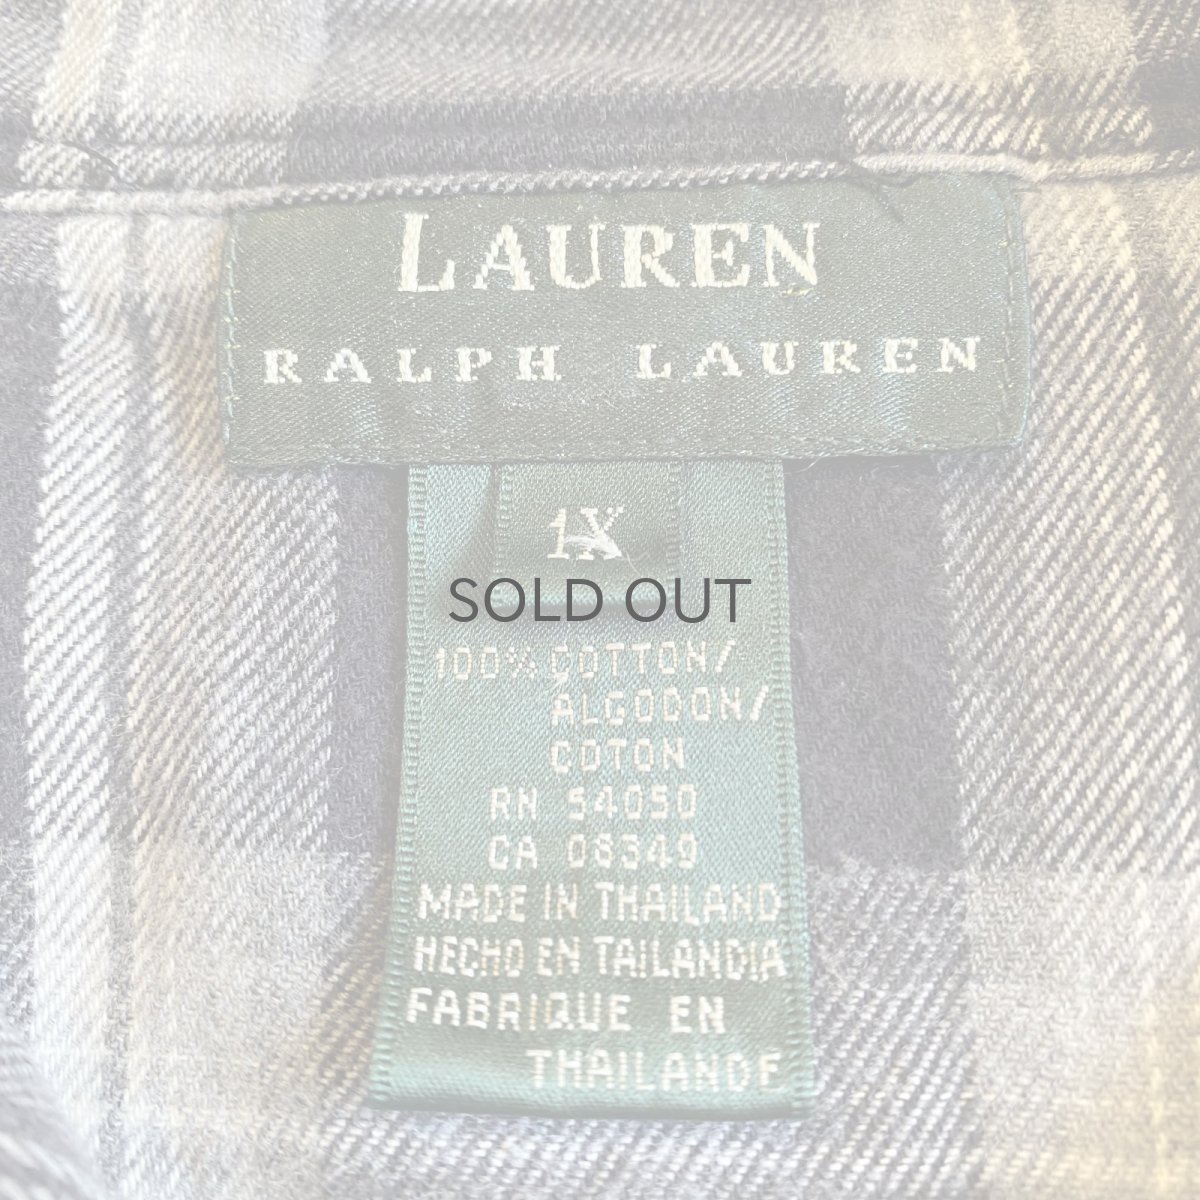 LAUREN
RALPH LAUREN
1X
SOLD OUT
100% COTTON/
ALGODON/
COTON
RN 54050
CA 08349
MADE IN THAILAND
HECHO EN TAILANDIA
FABRIQUE EN
THAILANDE